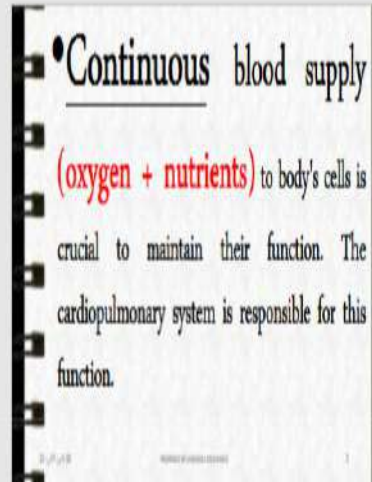 •Continuous blood supply
(oxygen + nutrients) to body's cells is
crucial to maintain their function. The
cardiopulmonary system is responsible for this
function.